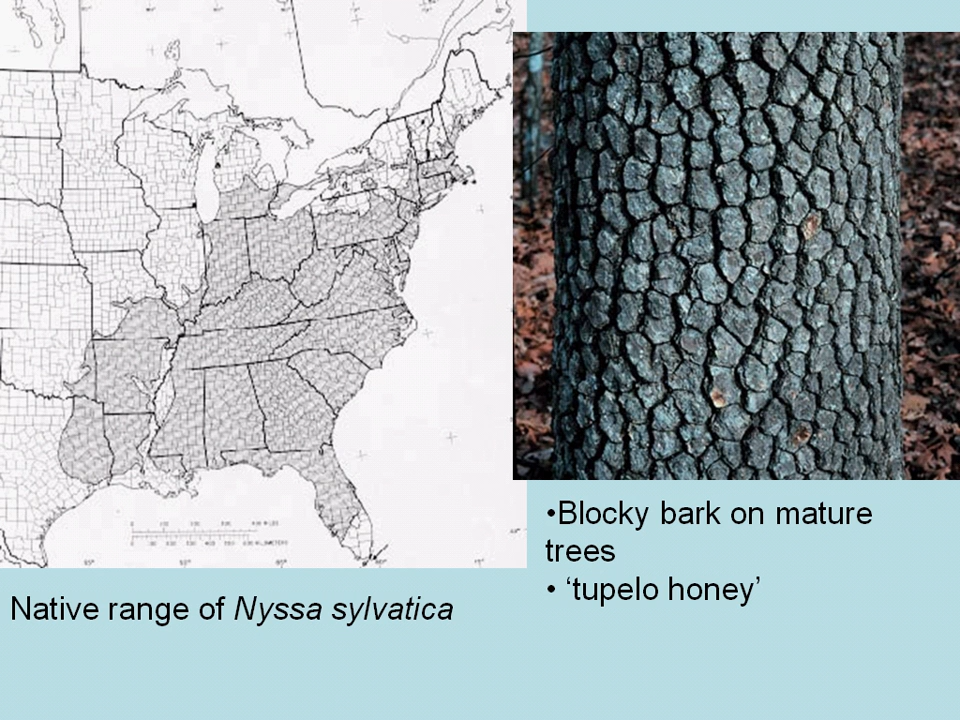 Native range of Nyssa sylvatica
•Blocky bark on mature
trees
• ‘tupelo honey’